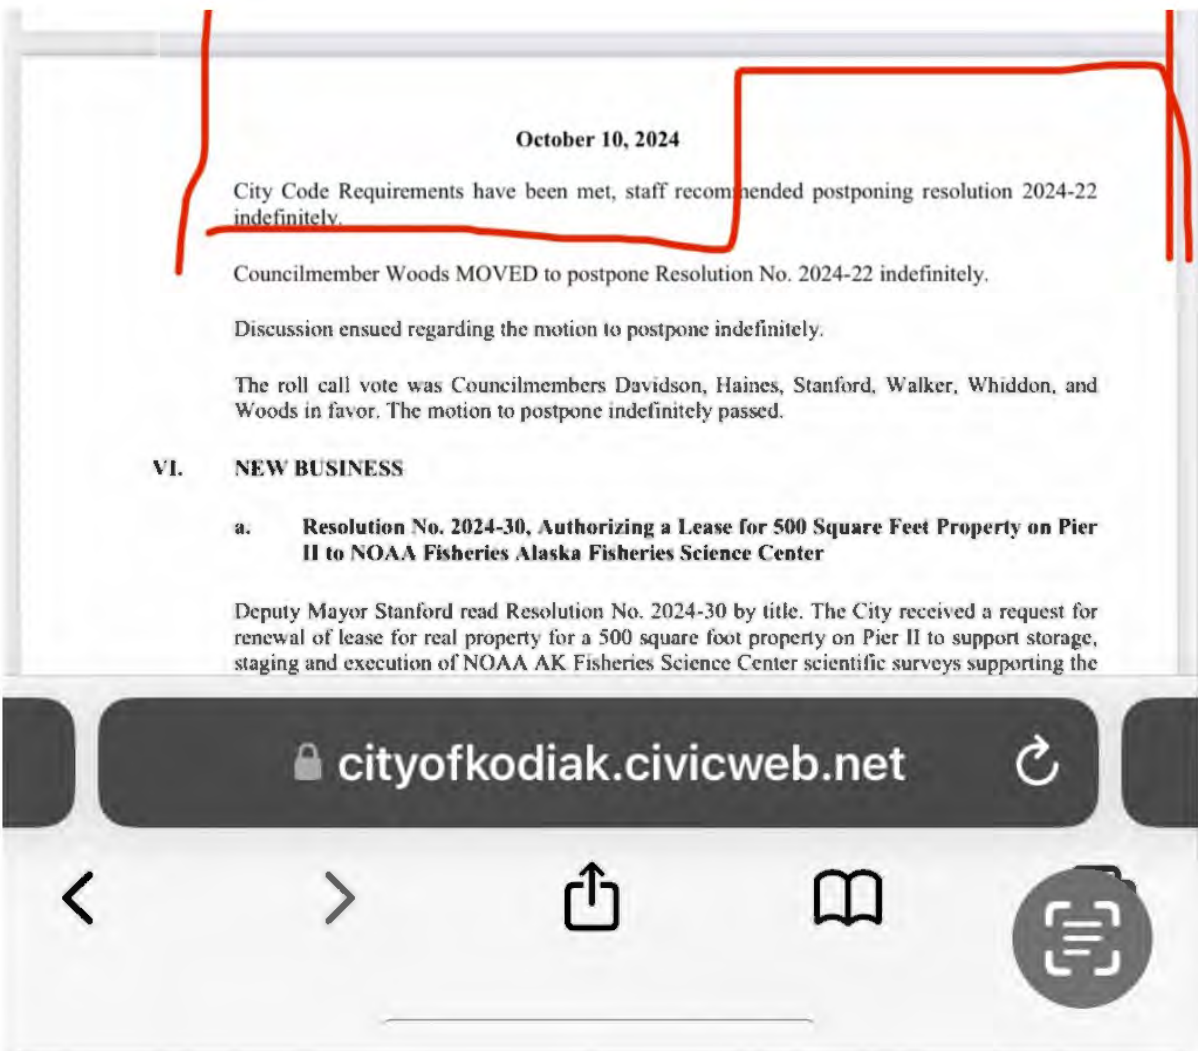 October 10, 2024
City Code Requirements have been met, staff recommended postponing resolution 2024-22
indefinitely.
Councilmember Woods MOVED to postpone Resolution No. 2024-22 indefinitely.
Discussion ensued regarding the motion to postpone indefinitely.
The roll call vote was Councilmembers Davidson, Haines, Stanford, Walker, Whiddon, and
Woods in favor. The motion to postpone indefinitely passed.
VI. NEW BUSINESS
a. Resolution No. 2024-30, Authorizing a Lease for 500 Square Feet Property on Pier
II to NOAA Fisheries Alaska Fisheries Science Center
Deputy Mayor Stanford read Resolution No. 2024-30 by title. The City received a request for
renewal of lease for real property for a 500 square foot property on Pier II to support storage,
staging and execution of NOAA AK Fisheries Science Center scientific surveys supporting the
cityofkodiak.civicweb.net